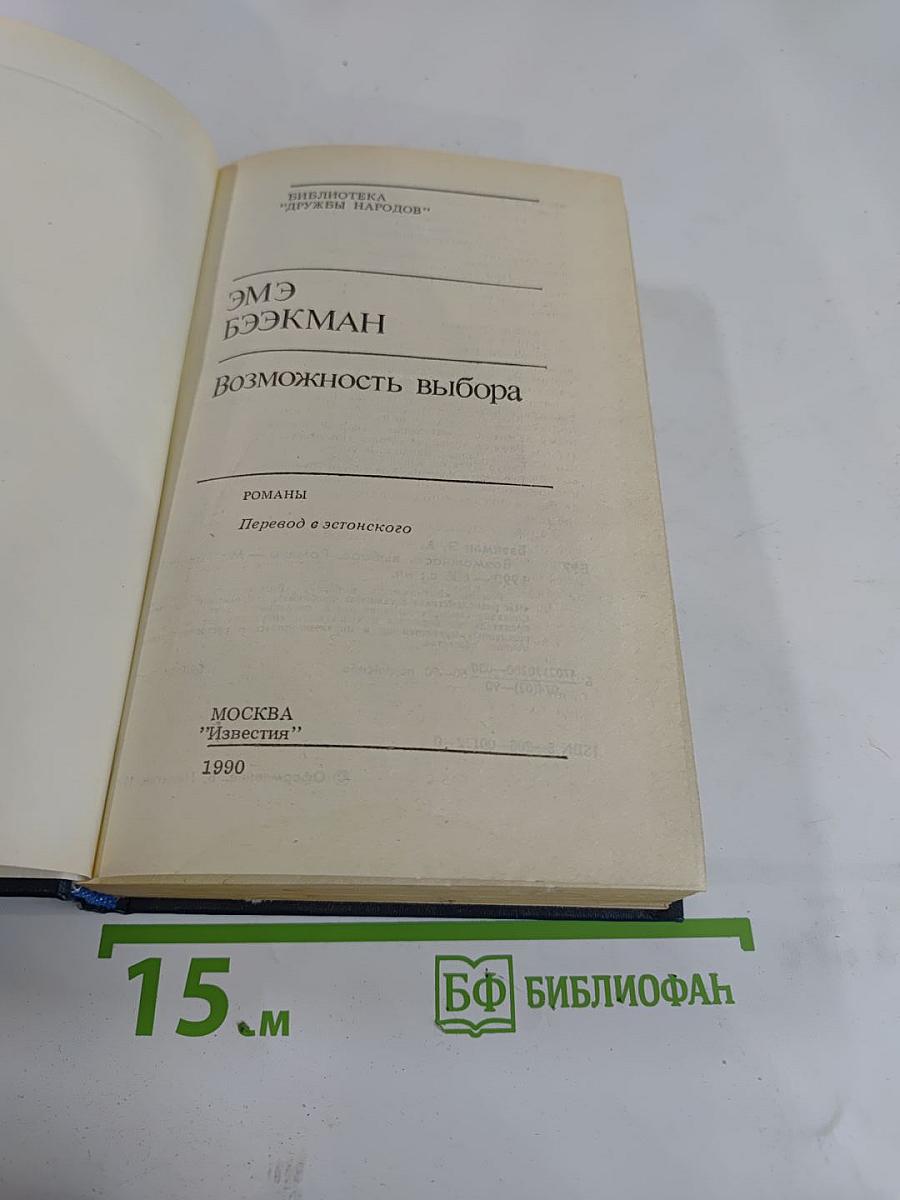 БИБЛИОТЕКА
"ДРУЖБЫ НАРОДОВ"
ЭМЭ
БЭЭКМАН
Возможность выбора
РОМАНЫ
Перевод с эстонского
МОСКВА
"Известия"
1990
15 см
БФ БИБЛИОФАН